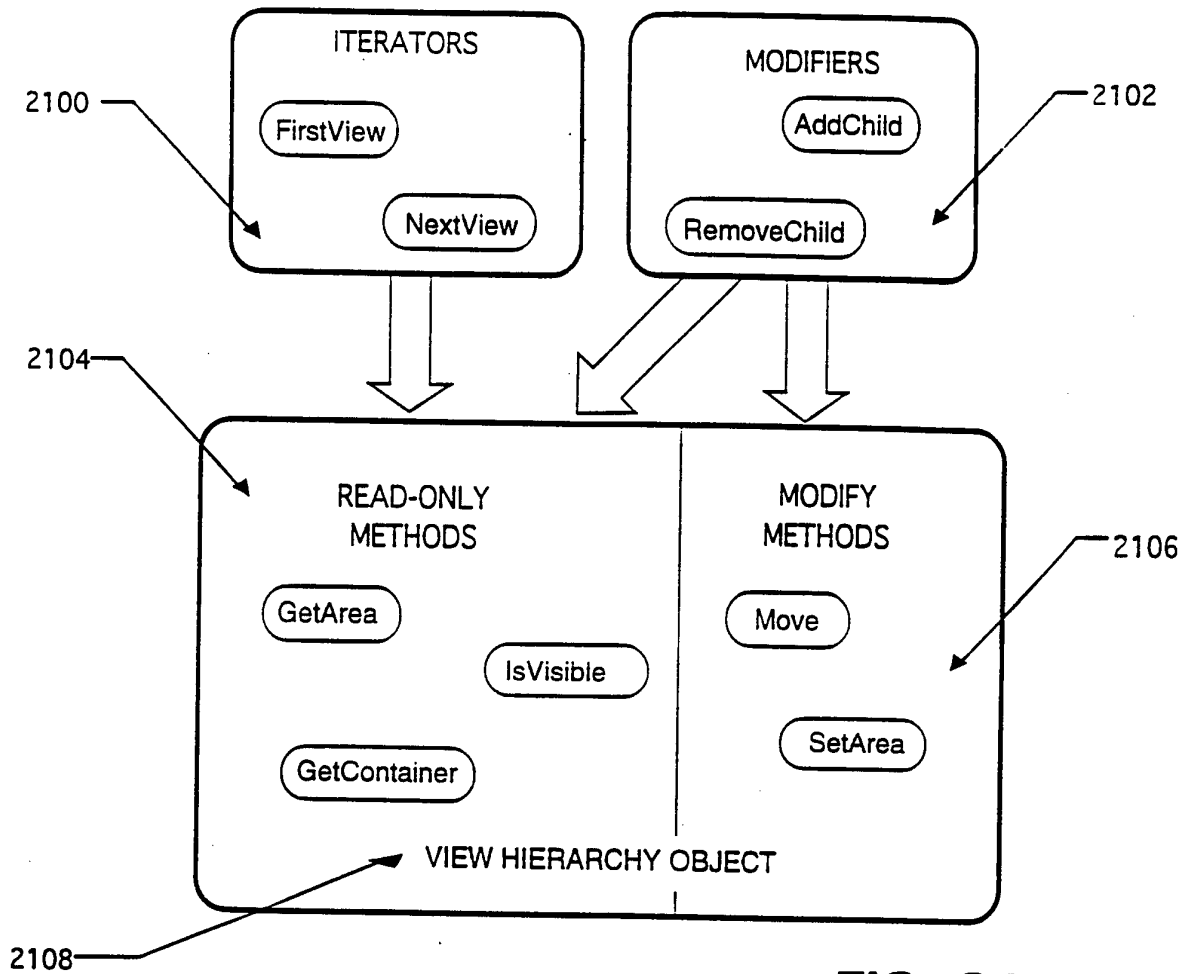 ITERATORS
MODIFIERS
2100
2102
FirstView
AddChild
NextView
RemoveChild
2104
READ-ONLY
METHODS
MODIFY
METHODS
2106
GetArea
Move
IsVisible
SetArea
GetContainer
VIEW HIERARCHY OBJECT
2108